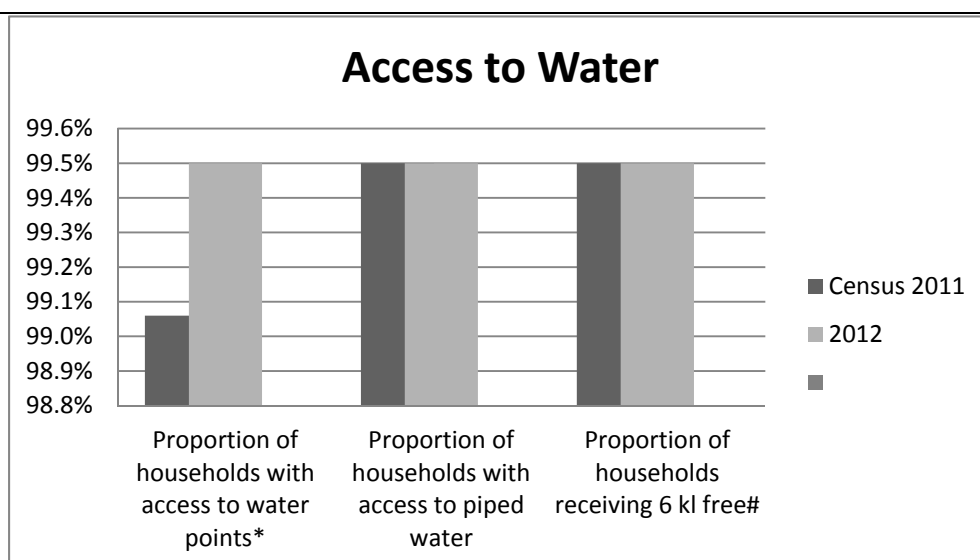 Access to Water
99.6%
99.5%
99.4%
99.3%
99.2%
99.1%
99.0%
98.9%
98.8%
Census 2011
2012
Proportion of
households with
access to water
points*
Proportion of
households with
access to piped
water
Proportion of
households
receiving 6 kl free#